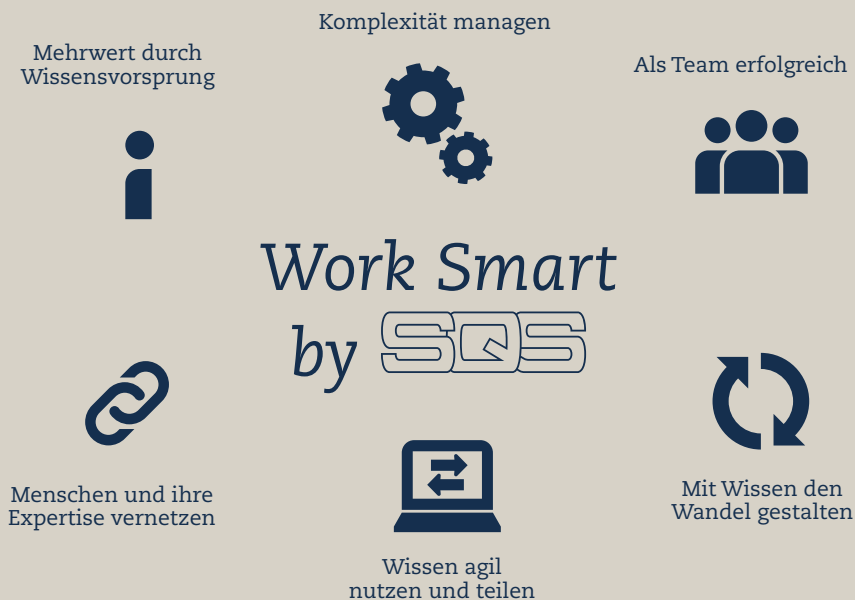 Komplexität managen
Mehrwert durch
Wissensvorsprung
Als Team erfolgreich
Work Smart
by SQS
Menschen und ihre
Expertise vernetzen
Mit Wissen den
Wandel gestalten
Wissen agil
nutzen und teilen